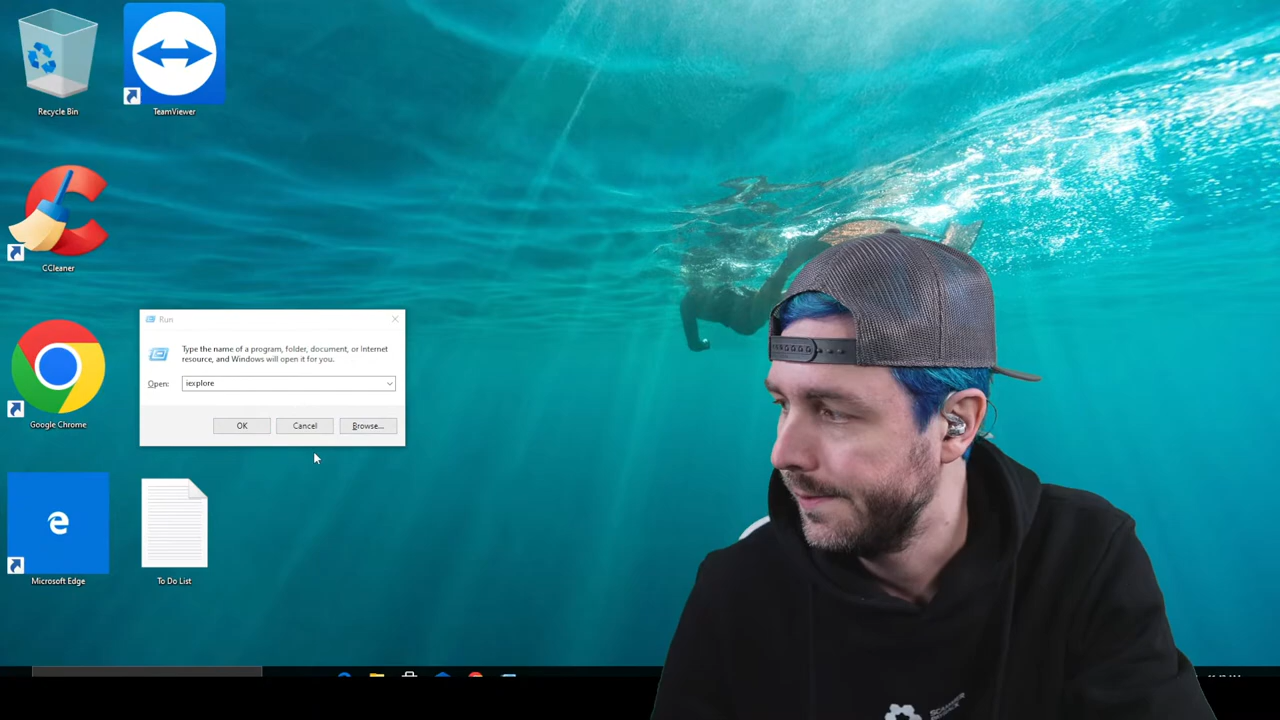 Recycle Bin
TeamViewer
CCleaner
Run
Type the name of a program, folder, document, or Internet
resource, and Windows will open it for you.
Open:
iexplore
OK
Cancel
Browse...
Google Chrome
Microsoft Edge
To Do List